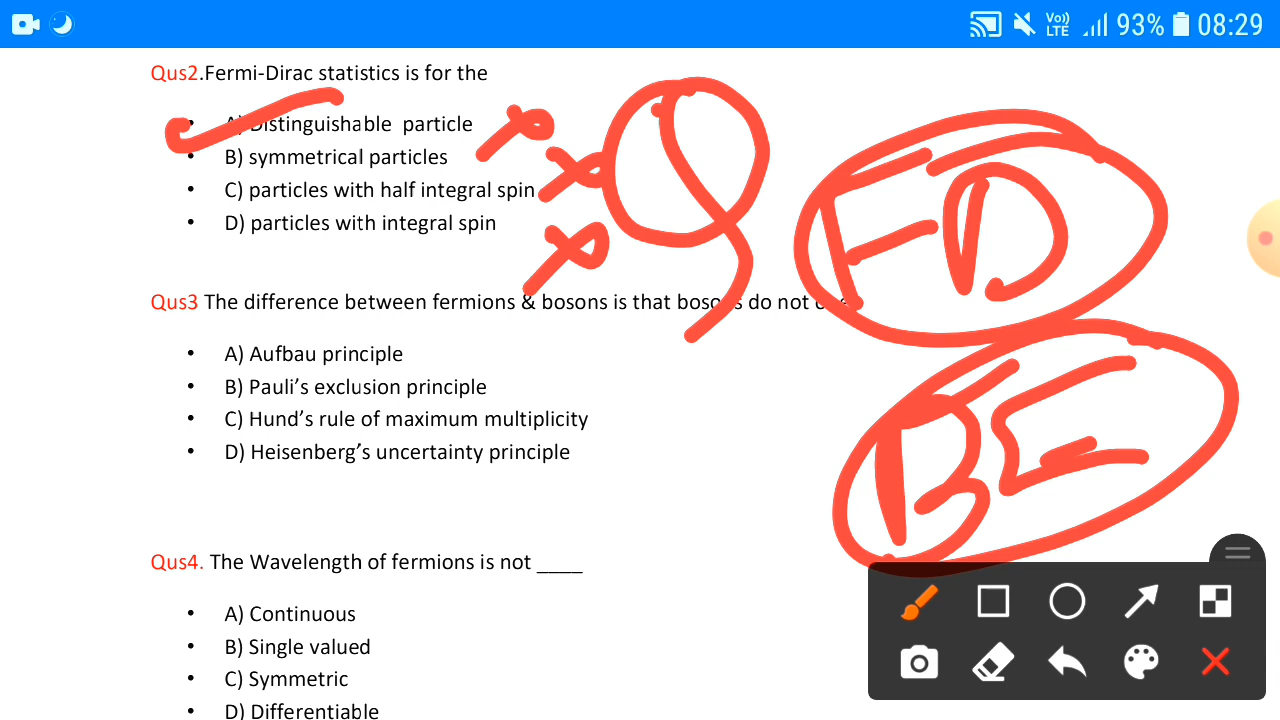 Vo)) LTE 93% 08:29
Qus2.Fermi-Dirac statistics is for the
• A) Distinguishable particle
• B) symmetrical particles
• C) particles with half integral spin
• D) particles with integral spin
FD
Qus3 The difference between fermions & bosons is that bosons do not
• A) Aufbau principle
• B) Pauli’s exclusion principle
• C) Hund’s rule of maximum multiplicity
• D) Heisenberg’s uncertainty principle
BE
Qus4. The Wavelength of fermions is not ____
• A) Continuous
• B) Single valued
• C) Symmetric
• D) Differentiable